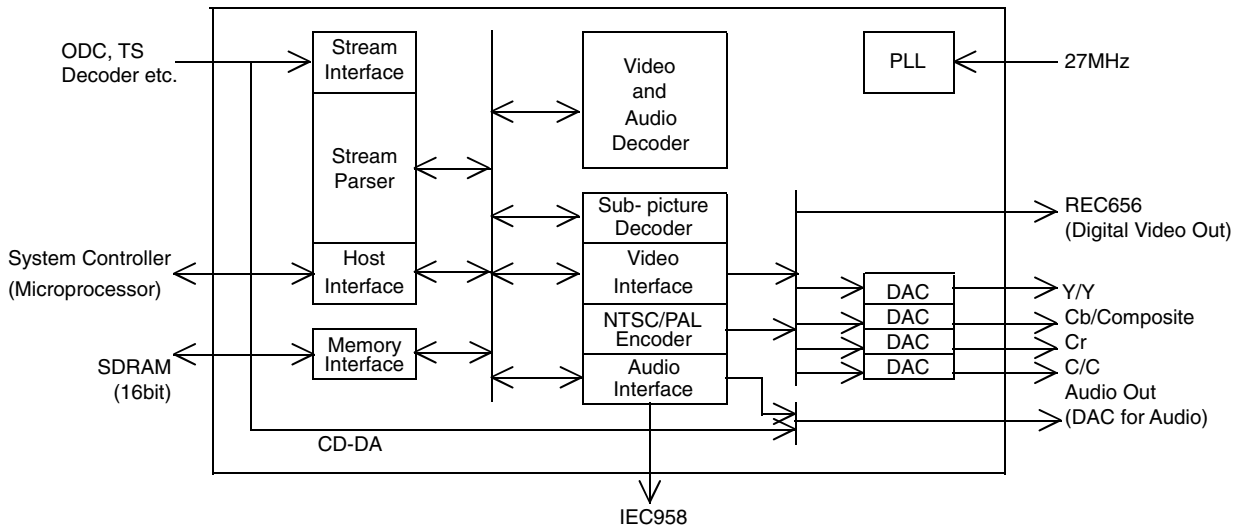 ODC, TS
Decoder etc.
Stream
Interface
Stream
Parser
System Controller
(Microprocessor)
Host
Interface
SDRAM
(16bit)
Memory
Interface
CD-DA
Video
and
Audio
Decoder
Sub- picture
Decoder
Video
Interface
NTSC/PAL
Encoder
Audio
Interface
IEC958
PLL
27MHz
REC656
(Digital Video Out)
DAC
Y/Y
DAC
Cb/Composite
DAC
Cr
DAC
C/C
Audio Out
(DAC for Audio)